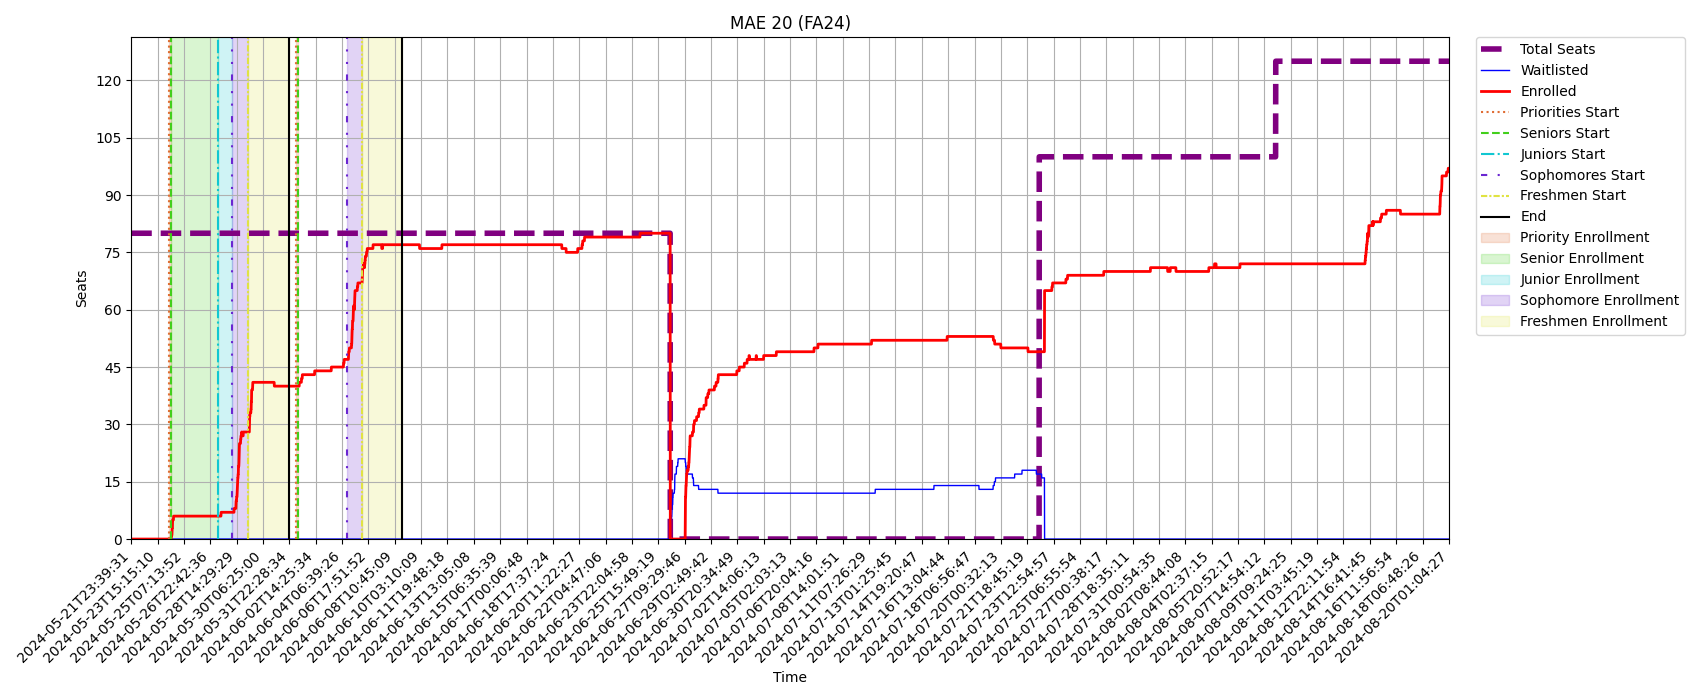 MAE 20 (FA24)
Seats
120
105
90
75
60
45
30
15
0
2024-05-21T23:39:31
2024-05-23T15:15:10
2024-05-25T07:13:52
2024-05-26T22:42:36
2024-05-28T14:29:29
2024-05-30T06:25:00
2024-05-31T22:28:34
2024-06-02T14:25:34
2024-06-04T06:39:26
2024-06-06T17:51:52
2024-06-08T10:45:09
2024-06-10T03:10:09
2024-06-11T19:48:18
2024-06-13T13:05:08
2024-06-15T06:35:39
2024-06-17T00:06:48
2024-06-18T17:37:24
2024-06-20T11:22:27
2024-06-22T04:47:06
2024-06-23T22:04:58
2024-06-25T15:49:19
2024-06-27T09:29:46
2024-06-29T02:49:42
2024-06-30T20:34:49
2024-07-02T14:06:13
2024-07-05T02:03:13
2024-07-06T20:04:16
2024-07-08T14:01:51
2024-07-11T07:26:29
2024-07-13T01:25:45
2024-07-14T19:20:47
2024-07-16T13:04:44
2024-07-18T06:56:47
2024-07-20T00:32:13
2024-07-21T18:45:19
2024-07-23T12:54:57
2024-07-25T06:55:54
2024-07-27T00:38:17
2024-07-28T18:35:11
2024-07-31T00:54:35
2024-08-02T08:44:08
2024-08-04T02:37:15
2024-08-05T20:52:17
2024-08-07T14:54:12
2024-08-09T09:24:25
2024-08-11T03:45:19
2024-08-12T22:11:54
2024-08-14T16:41:45
2024-08-16T11:56:54
2024-08-18T06:48:26
2024-08-20T01:04:27
Time
Total Seats
Waitlisted
Enrolled
Priorities Start
Seniors Start
Juniors Start
Sophomores Start
Freshmen Start
End
Priority Enrollment
Senior Enrollment
Junior Enrollment
Sophomore Enrollment
Freshmen Enrollment